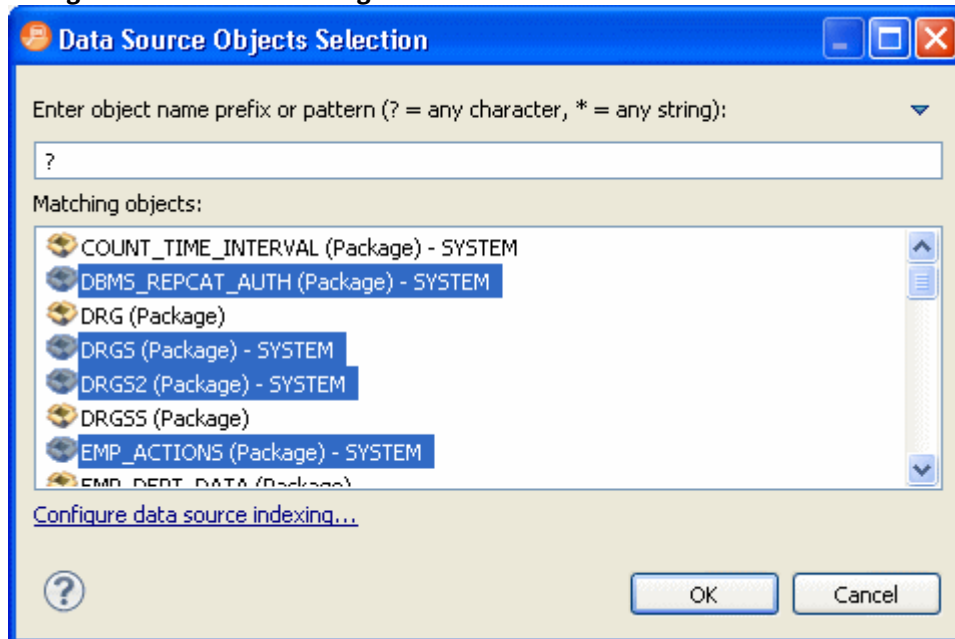 Data Source Objects Selection
Enter object name prefix or pattern (? = any character, * = any string):
?
Matching objects:
COUNT_TIME_INTERVAL (Package) - SYSTEM
DBMS_REPCAT_AUTH (Package) - SYSTEM
DRG (Package)
DRGS (Package) - SYSTEM
DRGS2 (Package) - SYSTEM
DRGSS (Package)
EMP_ACTIONS (Package) - SYSTEM
EMP_DEPT_DATA (Package)
Configure data source indexing...
?
OK Cancel